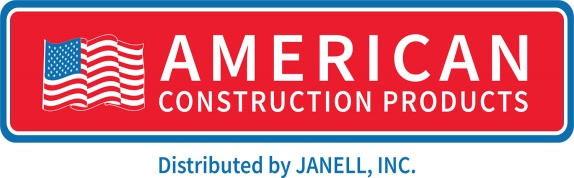 AMERICAN
CONSTRUCTION PRODUCTS
Distributed by JANELL, INC.